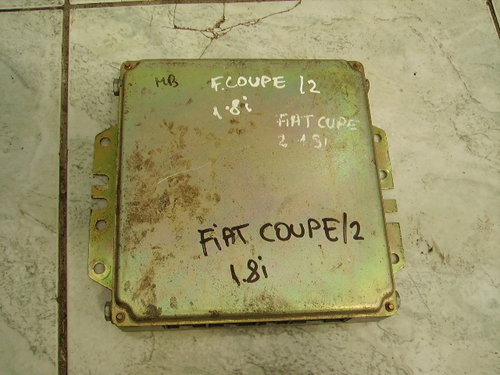 MB
F.COUPE /2
1.8i
FIAT CUPE
2 1.8i
FiAT COUPE/2
1.8i